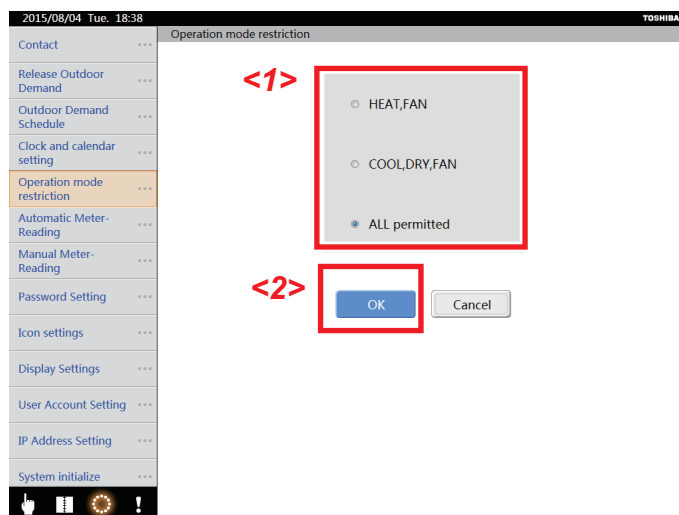 2015/08/04 Tue. 18:38
TOSHIBA
Operation mode restriction
Contact
Release Outdoor
Demand
Outdoor Demand
Schedule
Clock and calendar
setting
Operation mode
restriction
Automatic Meter-
Reading
Manual Meter-
Reading
Password Setting
Icon settings
Display Settings
User Account Setting
IP Address Setting
System initialize
<1>
HEAT,FAN
COOL,DRY,FAN
ALL permitted
<2>
OK
Cancel